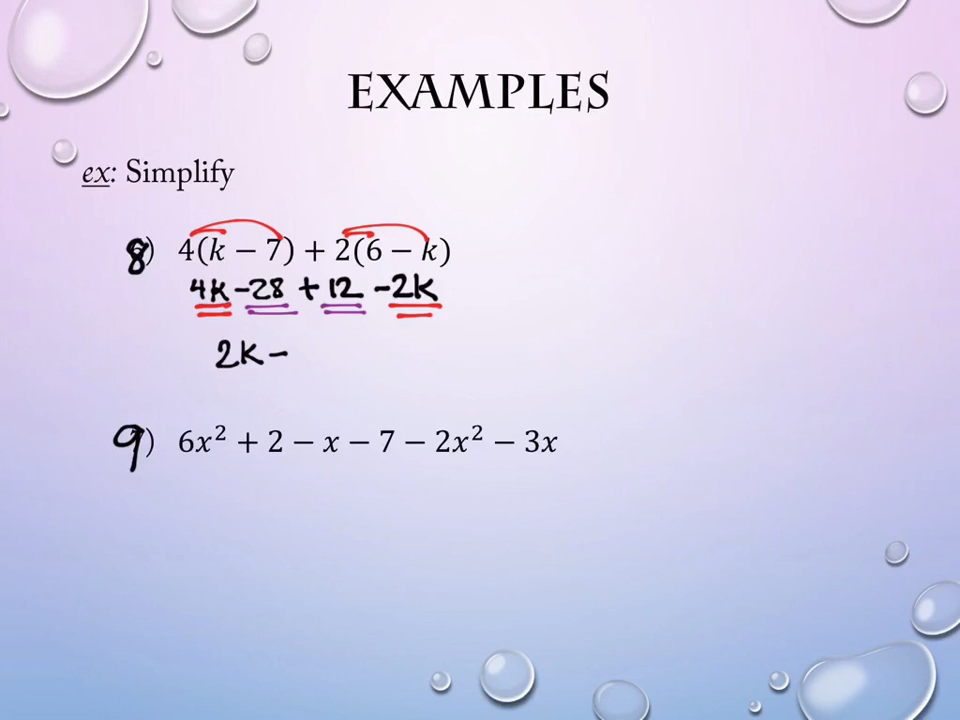 EXAMPLES
ex: Simplify
8) 4(k − 7) + 2(6 − k)
4k − 28 + 12 − 2k
2k −
9) 6x² + 2 − x − 7 − 2x² − 3x